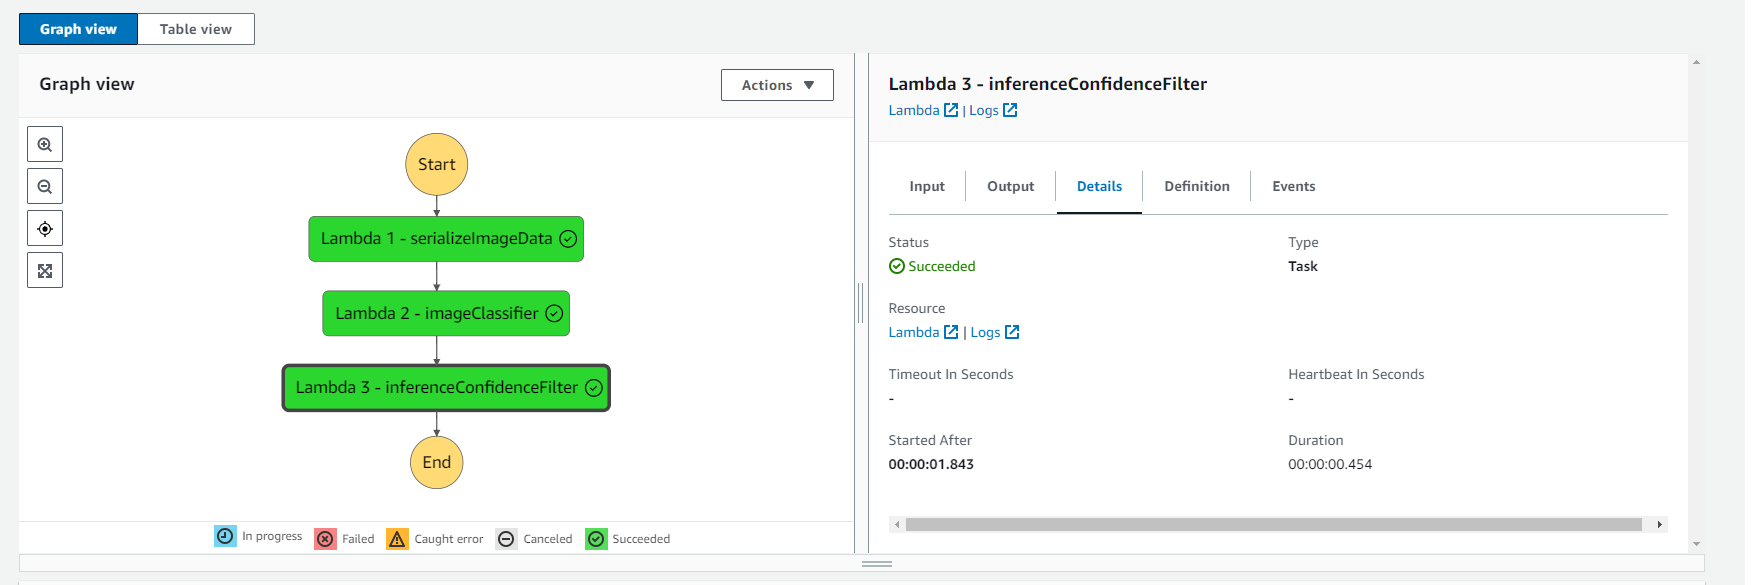 Graph view
Table view
Graph view
Actions
Start
Lambda 1 - serializeImageData
Lambda 2 - imageClassifier
Lambda 3 - inferenceConfidenceFilter
End
In progress
Failed
Caught error
Canceled
Succeeded
Lambda 3 - inferenceConfidenceFilter
Lambda | Logs
Input
Output
Details
Definition
Events
Status
Succeeded
Type
Task
Resource
Lambda | Logs
Timeout In Seconds
-
Heartbeat In Seconds
-
Started After
00:00:01.843
Duration
00:00:00.454